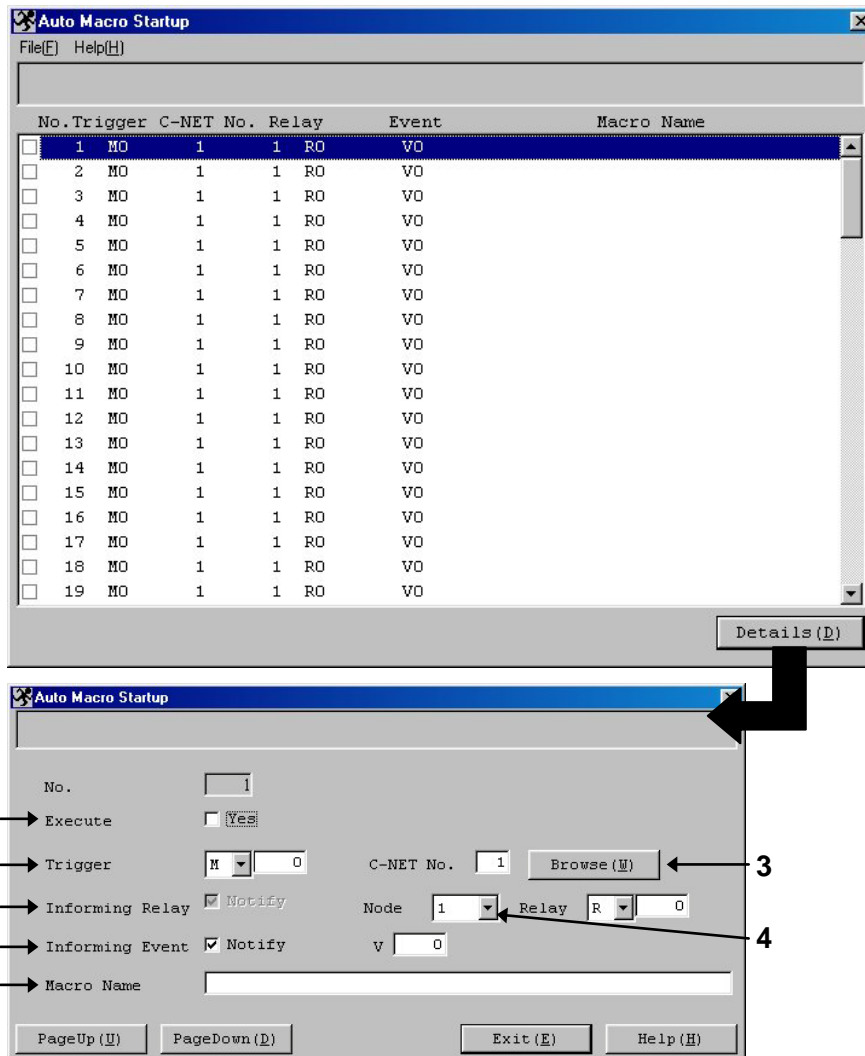 Auto Macro Startup
File(F) Help(H)
No. Trigger C-NET No. Relay Event Macro Name
1 M0 1 1 R0 V0
2 M0 1 1 R0 V0
3 M0 1 1 R0 V0
4 M0 1 1 R0 V0
5 M0 1 1 R0 V0
6 M0 1 1 R0 V0
7 M0 1 1 R0 V0
8 M0 1 1 R0 V0
9 M0 1 1 R0 V0
10 M0 1 1 R0 V0
11 M0 1 1 R0 V0
12 M0 1 1 R0 V0
13 M0 1 1 R0 V0
14 M0 1 1 R0 V0
15 M0 1 1 R0 V0
16 M0 1 1 R0 V0
17 M0 1 1 R0 V0
18 M0 1 1 R0 V0
19 M0 1 1 R0 V0
Details(D)
Auto Macro Startup
No. 1
Execute Yes
Trigger M 0 C-NET No. 1 Browse(W) 3
Informing Relay Notify Node 1 Relay R 0
Informing Event Notify V 0 4
Macro Name
PageUp(U) PageDown(D) Exit(E) Help(H)